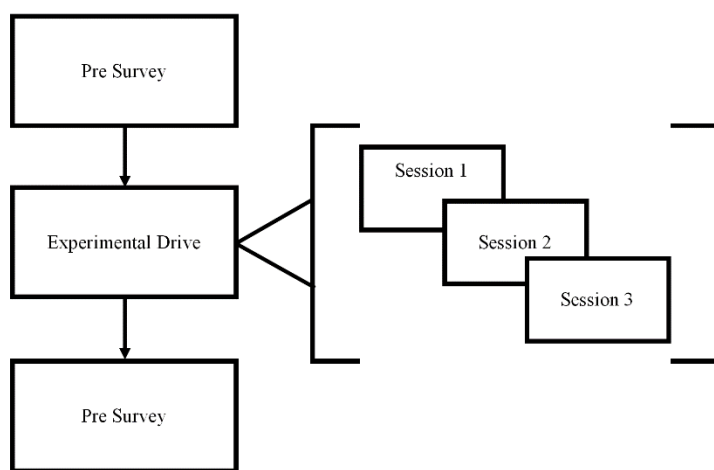 Pre Survey
Experimental Drive
Pre Survey
Session 1
Session 2
Session 3